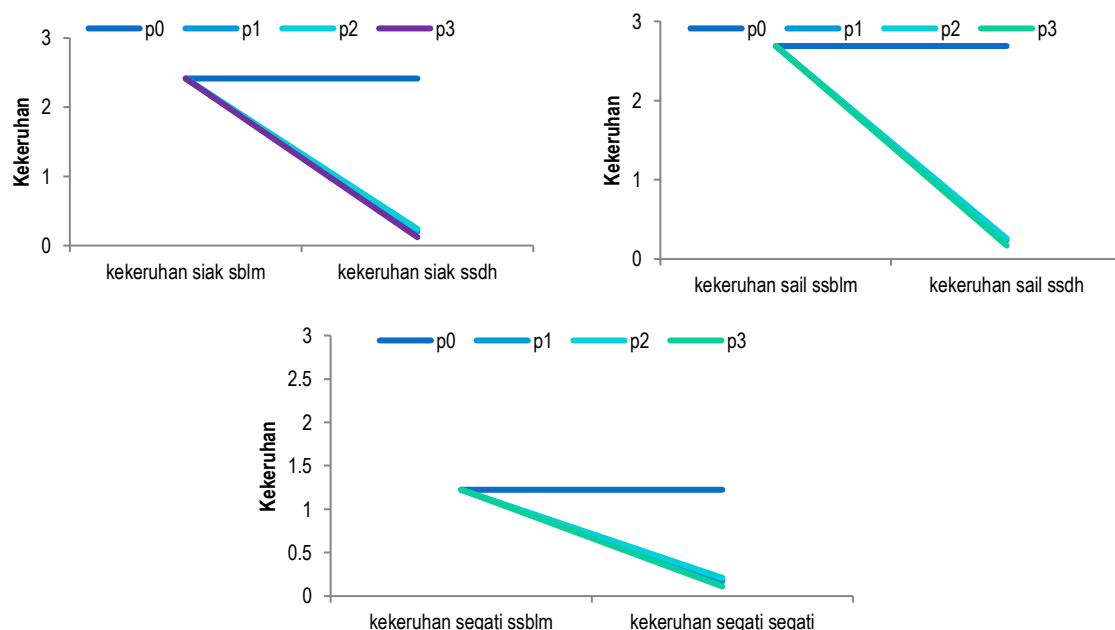 p0 p1 p2 p3
3
2
1
0
Kekeruhan
kekeruhan siak sblm kekeruhan siak ssdh
p0 p1 p2 p3
3
2
1
0
Kekeruhan
kekeruhan sail ssblm kekeruhan sail ssdh
p0 p1 p2 p3
3
2.5
2
1.5
1
0.5
0
Kekeruhan
kekeruhan segati ssblm kekeruhan segati segati